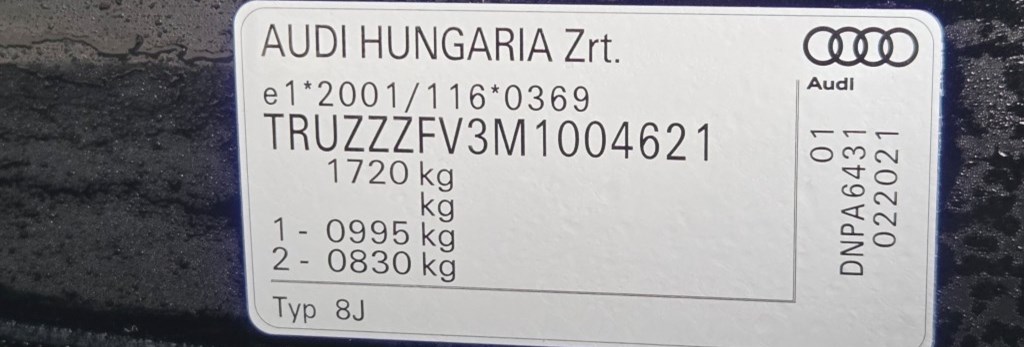 AUDI HUNGARIA Zrt.
Audi
e1*2001/116*0369
TRUZZZFV3M1004621
1720 kg
kg
1 - 0995 kg
2 - 0830 kg
Typ 8J
01
DNPA6431
022021